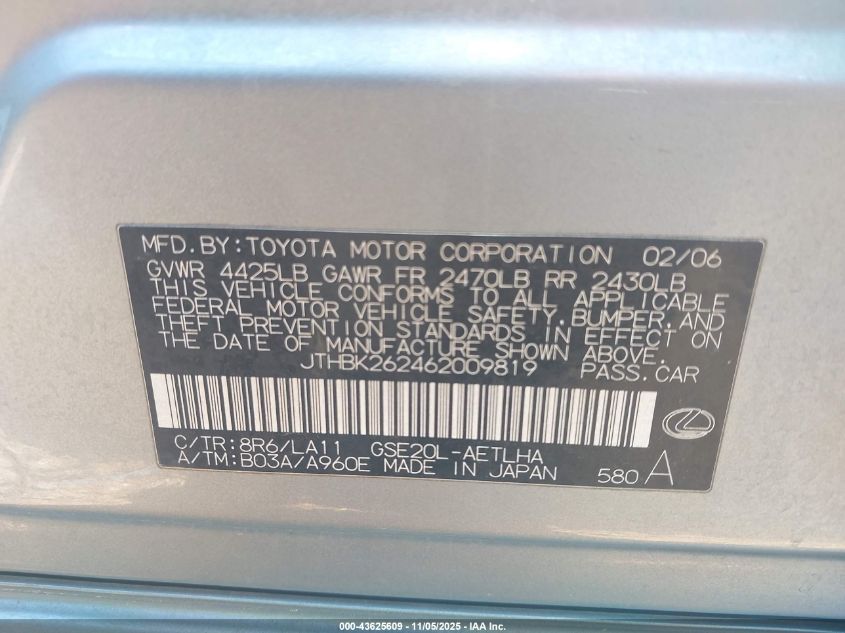 MFD. BY: TOYOTA MOTOR CORPORATION 02/06
GVWR 4425LB GAWR FR 2470LB RR 2430LB
THIS VEHICLE CONFORMS TO ALL APPLICABLE
FEDERAL MOTOR VEHICLE SAFETY, BUMPER, AND
THEFT PREVENTION STANDARDS IN EFFECT ON
THE DATE OF MANUFACTURE SHOWN ABOVE.
JTHBK262462009819 PASS. CAR
C/TR: 8R6/LA11 GSE20L-AETLHA
A/TM: B03A/A960E MADE IN JAPAN 580 A
000-43625609 - 11/05/2025 - IAA Inc.